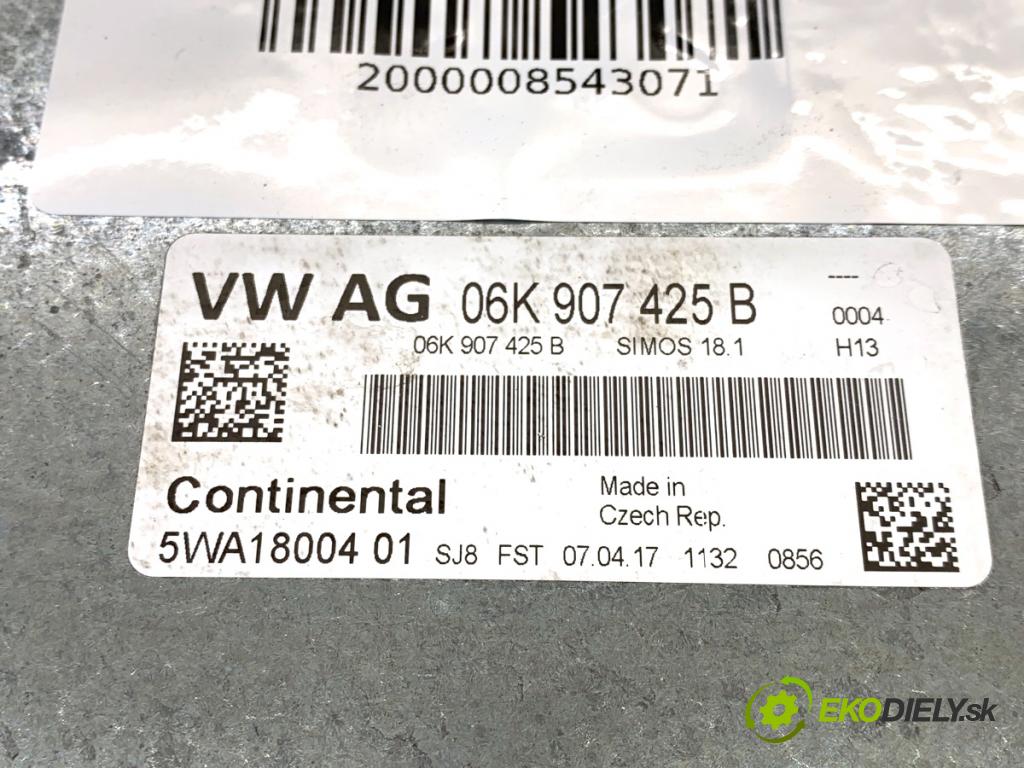 2000008543071
VW AG 06K 907 425 B ----
0004
06K 907 425 B SIMOS 18.1 H13
Continental Made in
Czech Rep.
5WA18004 01 SJ8 FST 07.04.17 1132 0856
EKODIELY.sk